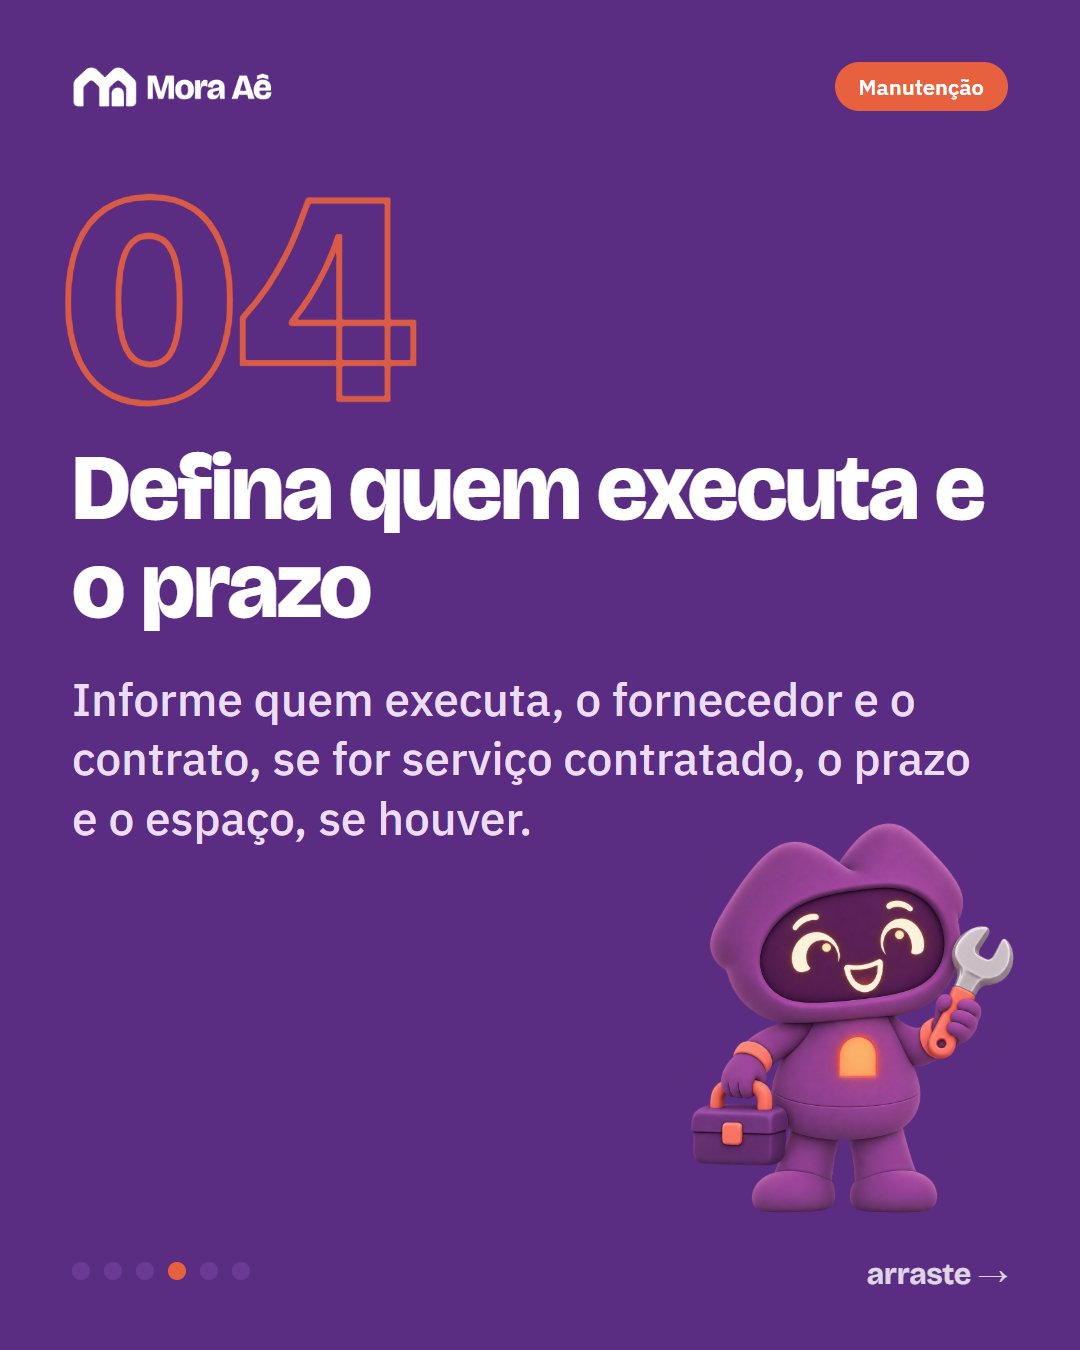 Mora Aê
Manutenção
04
Defina quem executa e
o prazo
Informe quem executa, o fornecedor e o
contrato, se for serviço contratado, o prazo
e o espaço, se houver.
arraste →